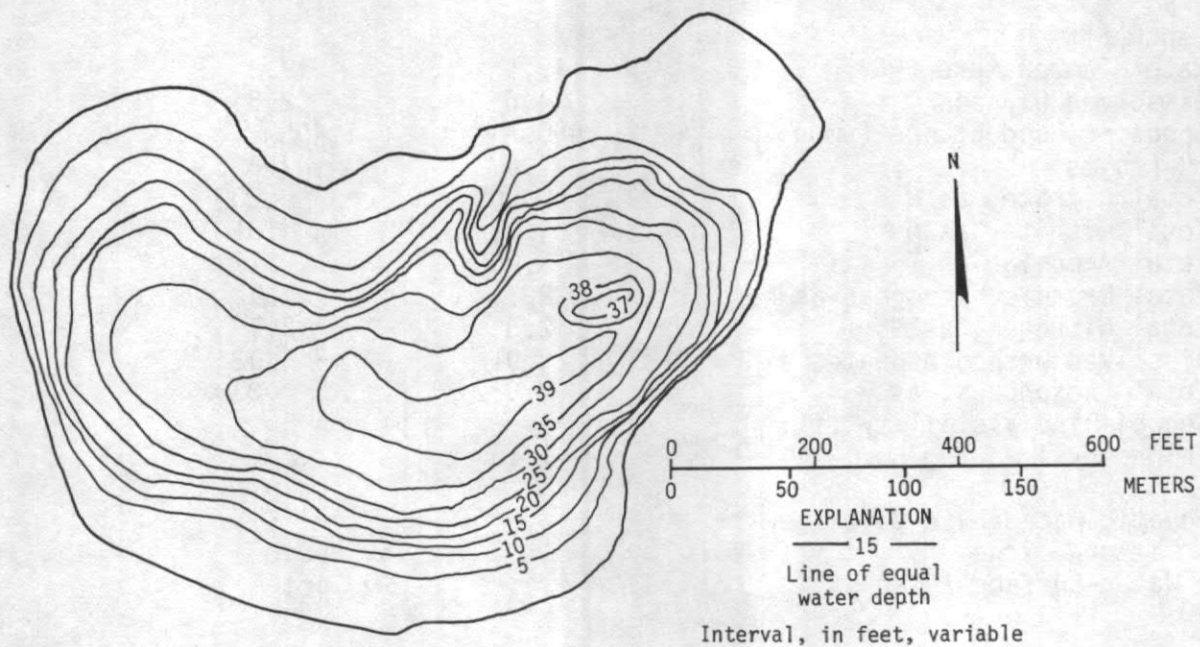 N
38
37
39
35
30
25
20
15
10
5
0 200 400 600 FEET
0 50 100 150 METERS
EXPLANATION
15
Line of equal
water depth
Interval, in feet, variable